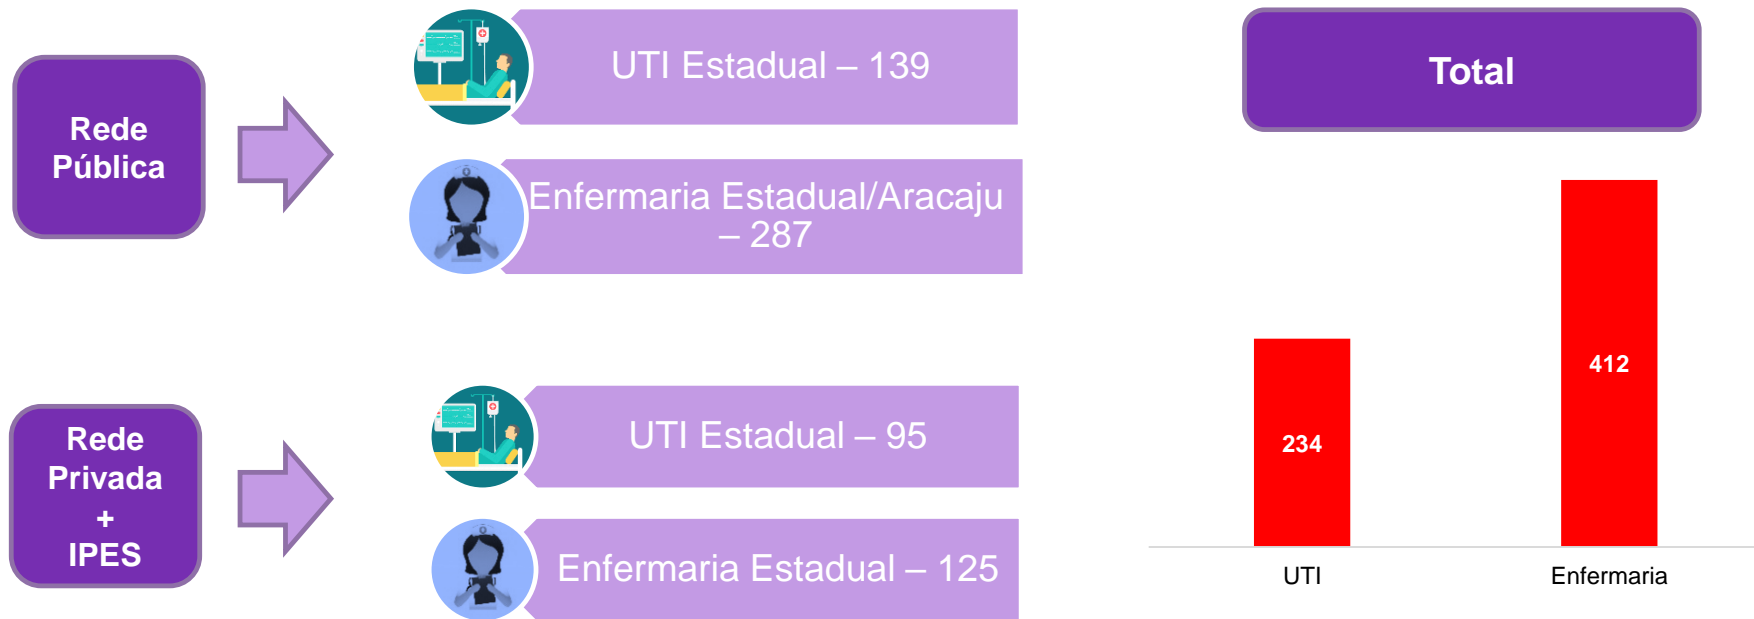 Rede
Pública
UTI Estadual – 139
Enfermaria Estadual/Aracaju
– 287
Rede
Privada
+
IPES
UTI Estadual – 95
Enfermaria Estadual – 125
Total
234
412
UTI
Enfermaria